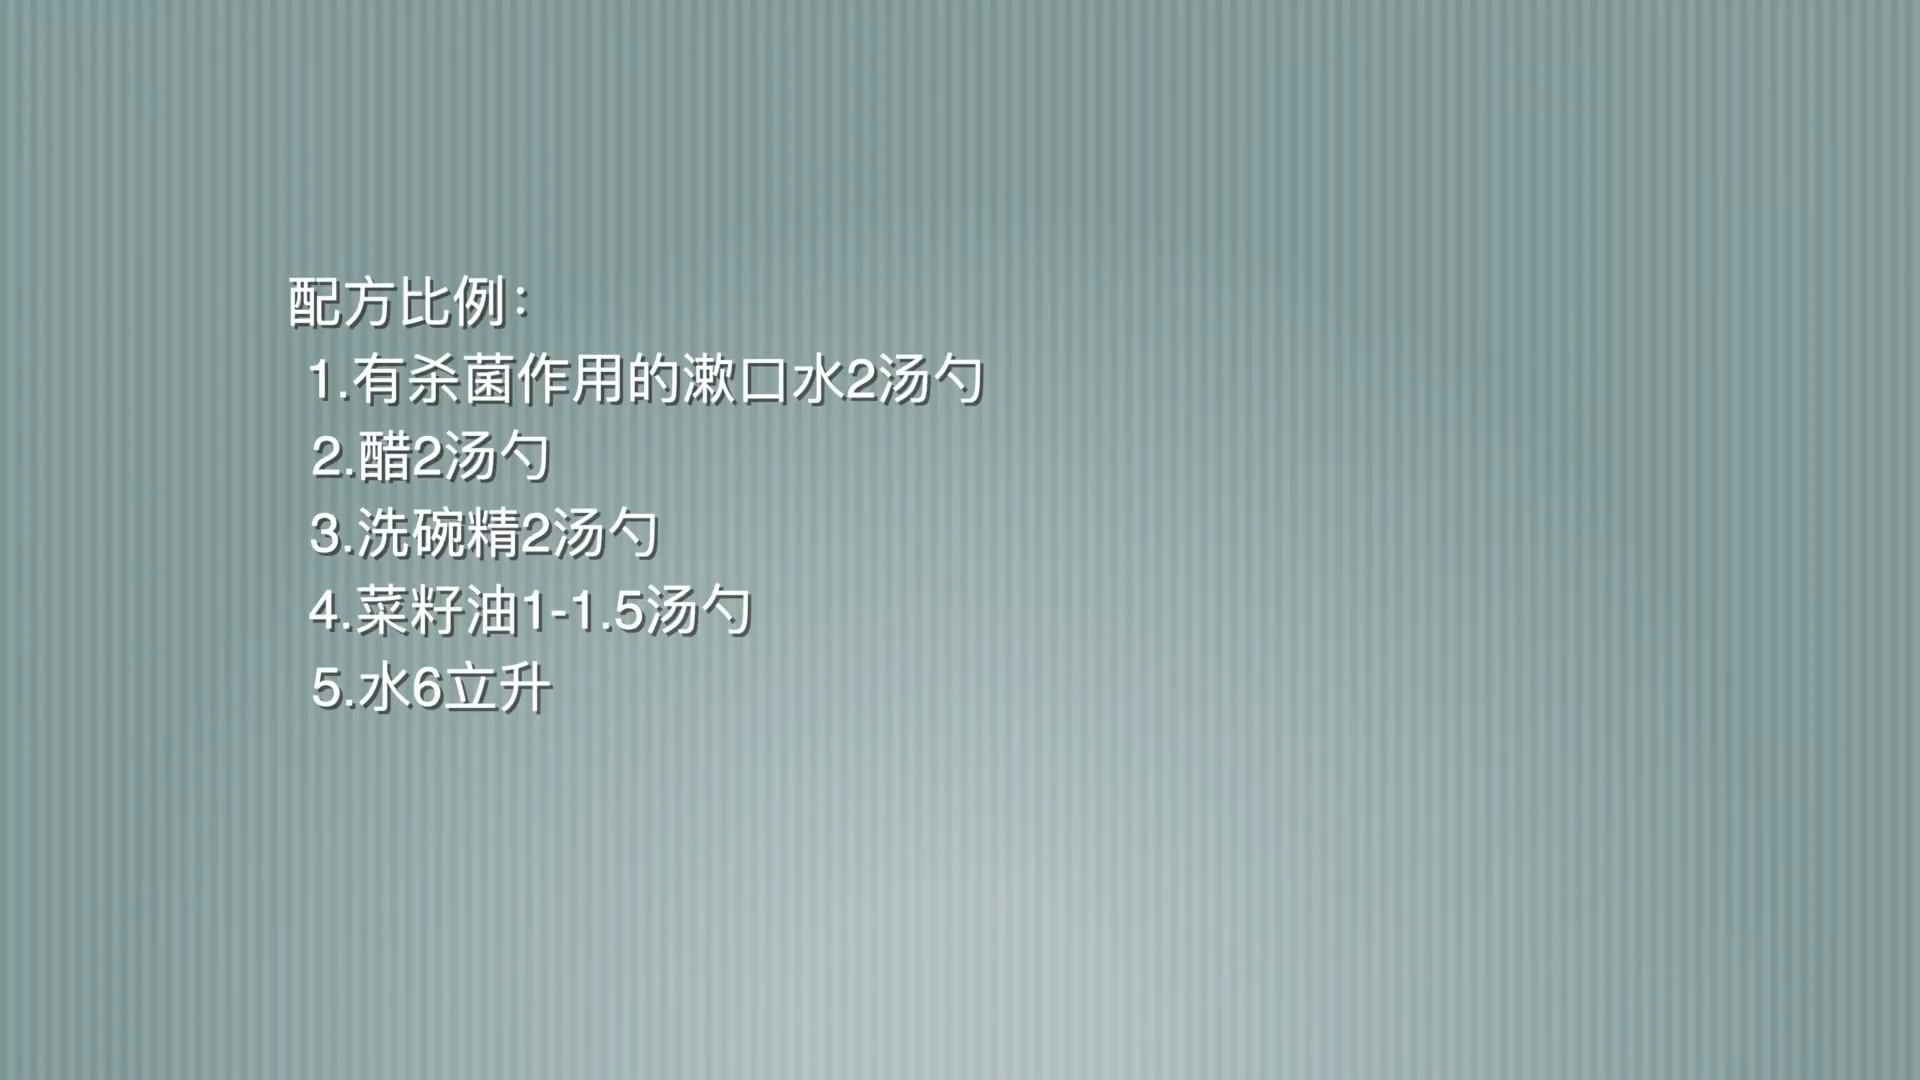 配方比例：
1.有杀菌作用的漱口水2汤勺
2.醋2汤勺
3.洗碗精2汤勺
4.菜籽油1-1.5汤勺
5.水6立升